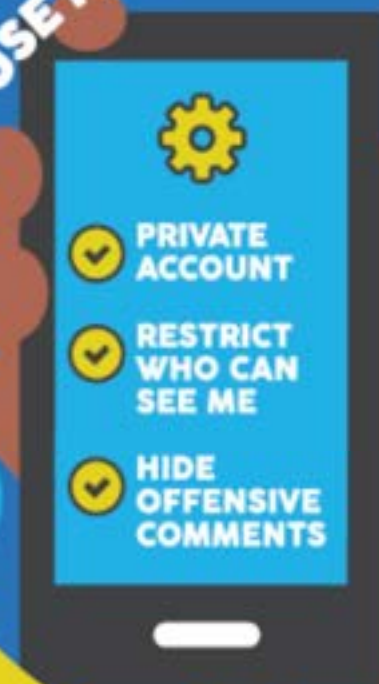 PRIVATE
ACCOUNT
RESTRICT
WHO CAN
SEE ME
HIDE
OFFENSIVE
COMMENTS